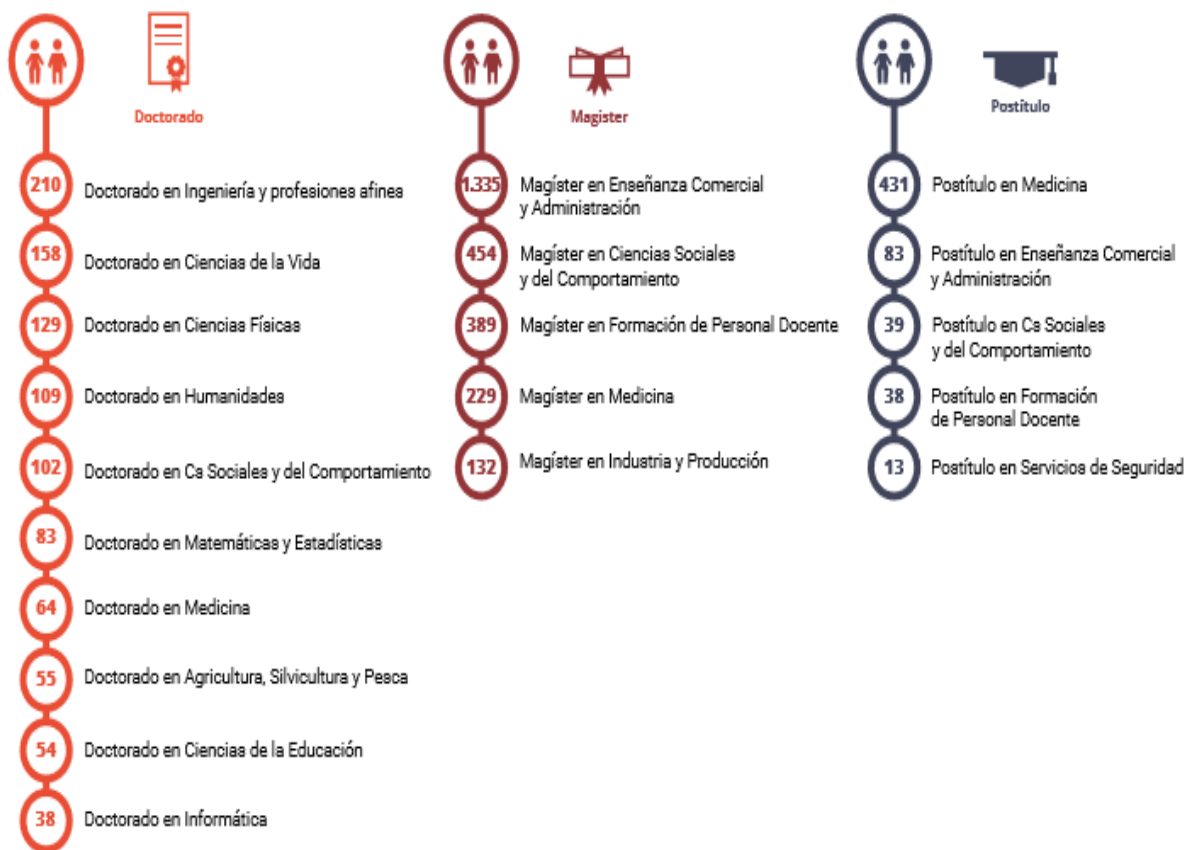 Doctorado
210
Doctorado en Ingeniería y profesiones afines
158
Doctorado en Ciencias de la Vida
129
Doctorado en Ciencias Físicas
109
Doctorado en Humanidades
102
Doctorado en Cs Sociales y del Comportamiento
83
Doctorado en Matemáticas y Estadísticas
64
Doctorado en Medicina
55
Doctorado en Agricultura, Silvicultura y Pesca
54
Doctorado en Ciencias de la Educación
38
Doctorado en Informática
Magister
1.335
Magíster en Enseñanza Comercial
y Administración
454
Magíster en Ciencias Sociales
y del Comportamiento
389
Magíster en Formación de Personal Docente
229
Magíster en Medicina
132
Magíster en Industria y Producción
Postítulo
431
Postítulo en Medicina
83
Postítulo en Enseñanza Comercial
y Administración
39
Postítulo en Cs Sociales
y del Comportamiento
38
Postítulo en Formación
de Personal Docente
13
Postítulo en Servicios de Seguridad